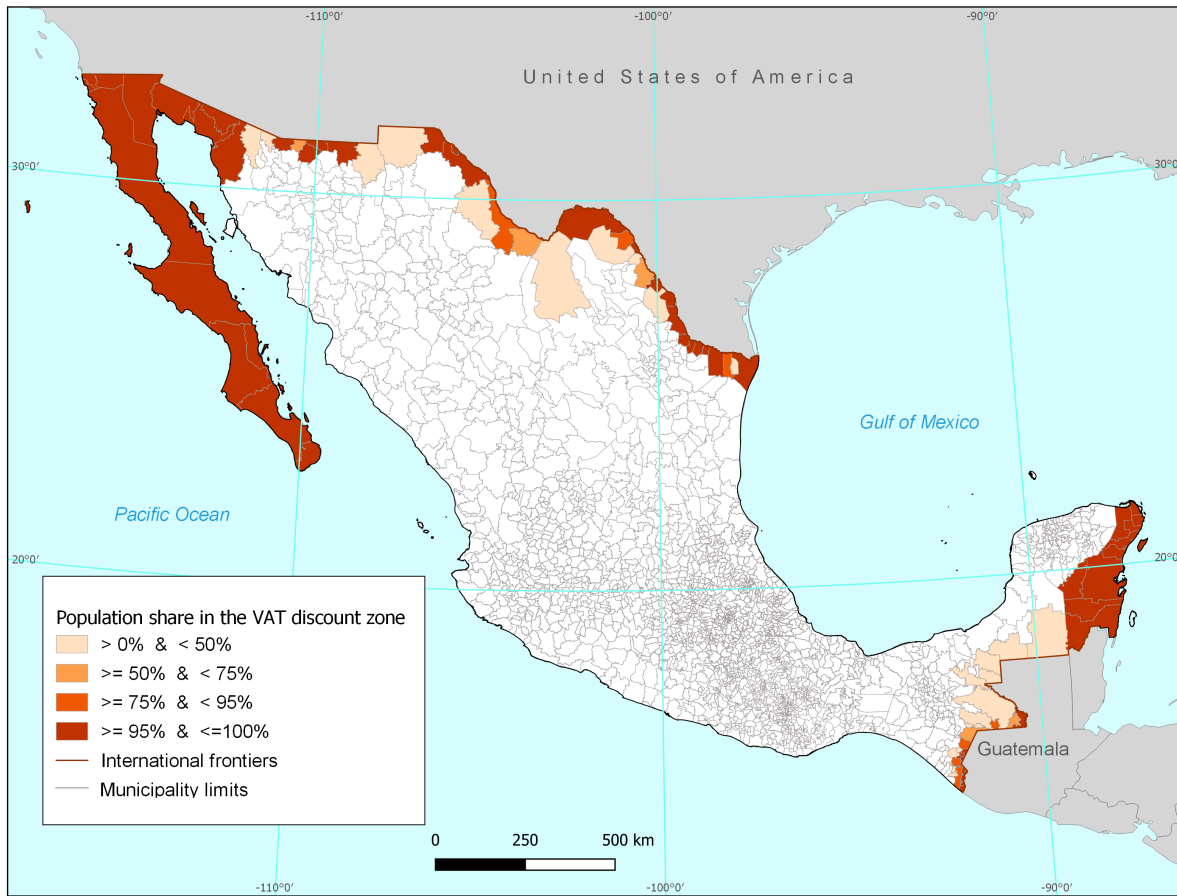 -110°0′
-100°0′
-90°0′
United States of America
30°0′
30°0′
Gulf of Mexico
Pacific Ocean
20°0′
20°0′
Population share in the VAT discount zone
> 0% & < 50%
>= 50% & < 75%
>= 75% & < 95%
>= 95% & <=100%
International frontiers
Municipality limits
Guatemala
0 250 500 km
-110°0′
-100°0′
-90°0′